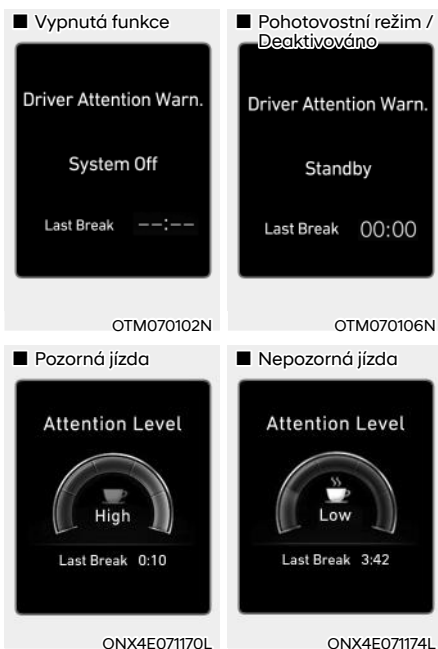 ■ Vypnutá funkce
Driver Attention Warn.
System Off
Last Break --:--
OTM070102N
■ Pohotovostní režim /
Deaktivováno
Driver Attention Warn.
Standby
Last Break 00:00
OTM070106N
■ Pozorná jízda
Attention Level
High
Last Break 0:10
ONX4E071170L
■ Nepozorná jízda
Attention Level
Low
Last Break 3:42
ONX4E071174L